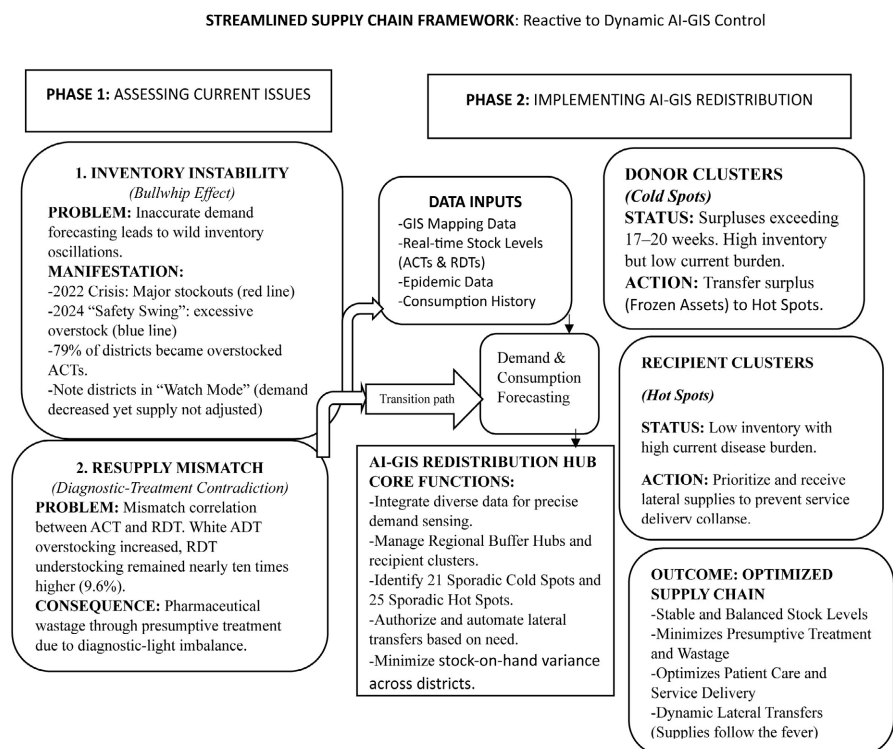 STREAMLINED SUPPLY CHAIN FRAMEWORK: Reactive to Dynamic AI-GIS Control
PHASE 1: ASSESSING CURRENT ISSUES
1. INVENTORY INSTABILITY
(Bullwhip Effect)
PROBLEM: Inaccurate demand
forecasting leads to wild inventory
oscillations.
MANIFESTATION:
-2022 Crisis: Major stockouts (red line)
-2024 “Safety Swing”: excessive
overstock (blue line)
-79% of districts became overstocked
ACTs.
-Note districts in “Watch Mode” (demand
decreased yet supply not adjusted)
2. RESUPPLY MISMATCH
(Diagnostic-Treatment Contradiction)
PROBLEM: Mismatch correlation
between ACT and RDT. White ADT
overstocking increased, RDT
understocking remained nearly ten times
higher (9.6%).
CONSEQUENCE: Pharmaceutical
wastage through presumptive treatment
due to diagnostic-light imbalance.
PHASE 2: IMPLEMENTING AI-GIS REDISTRIBUTION
DATA INPUTS
-GIS Mapping Data
-Real-time Stock Levels
(ACTs & RDTs)
-Epidemic Data
-Consumption History
Transition path
Demand &
Consumption
Forecasting
AI-GIS REDISTRIBUTION HUB
CORE FUNCTIONS:
-Integrate diverse data for precise
demand sensing.
-Manage Regional Buffer Hubs and
recipient clusters.
-Identify 21 Sporadic Cold Spots and
25 Sporadic Hot Spots.
-Authorize and automate lateral
transfers based on need.
-Minimize stock-on-hand variance
across districts.
DONOR CLUSTERS
(Cold Spots)
STATUS: Surpluses exceeding
17–20 weeks. High inventory
but low current burden.
ACTION: Transfer surplus
(Frozen Assets) to Hot Spots.
RECIPIENT CLUSTERS
(Hot Spots)
STATUS: Low inventory with
high current disease burden.
ACTION: Prioritize and receive
lateral supplies to prevent service
delivery collapse.
OUTCOME: OPTIMIZED
SUPPLY CHAIN
-Stable and Balanced Stock Levels
-Minimizes Presumptive Treatment
and Wastage
-Optimizes Patient Care and
Service Delivery
-Dynamic Lateral Transfers
(Supplies follow the fever)